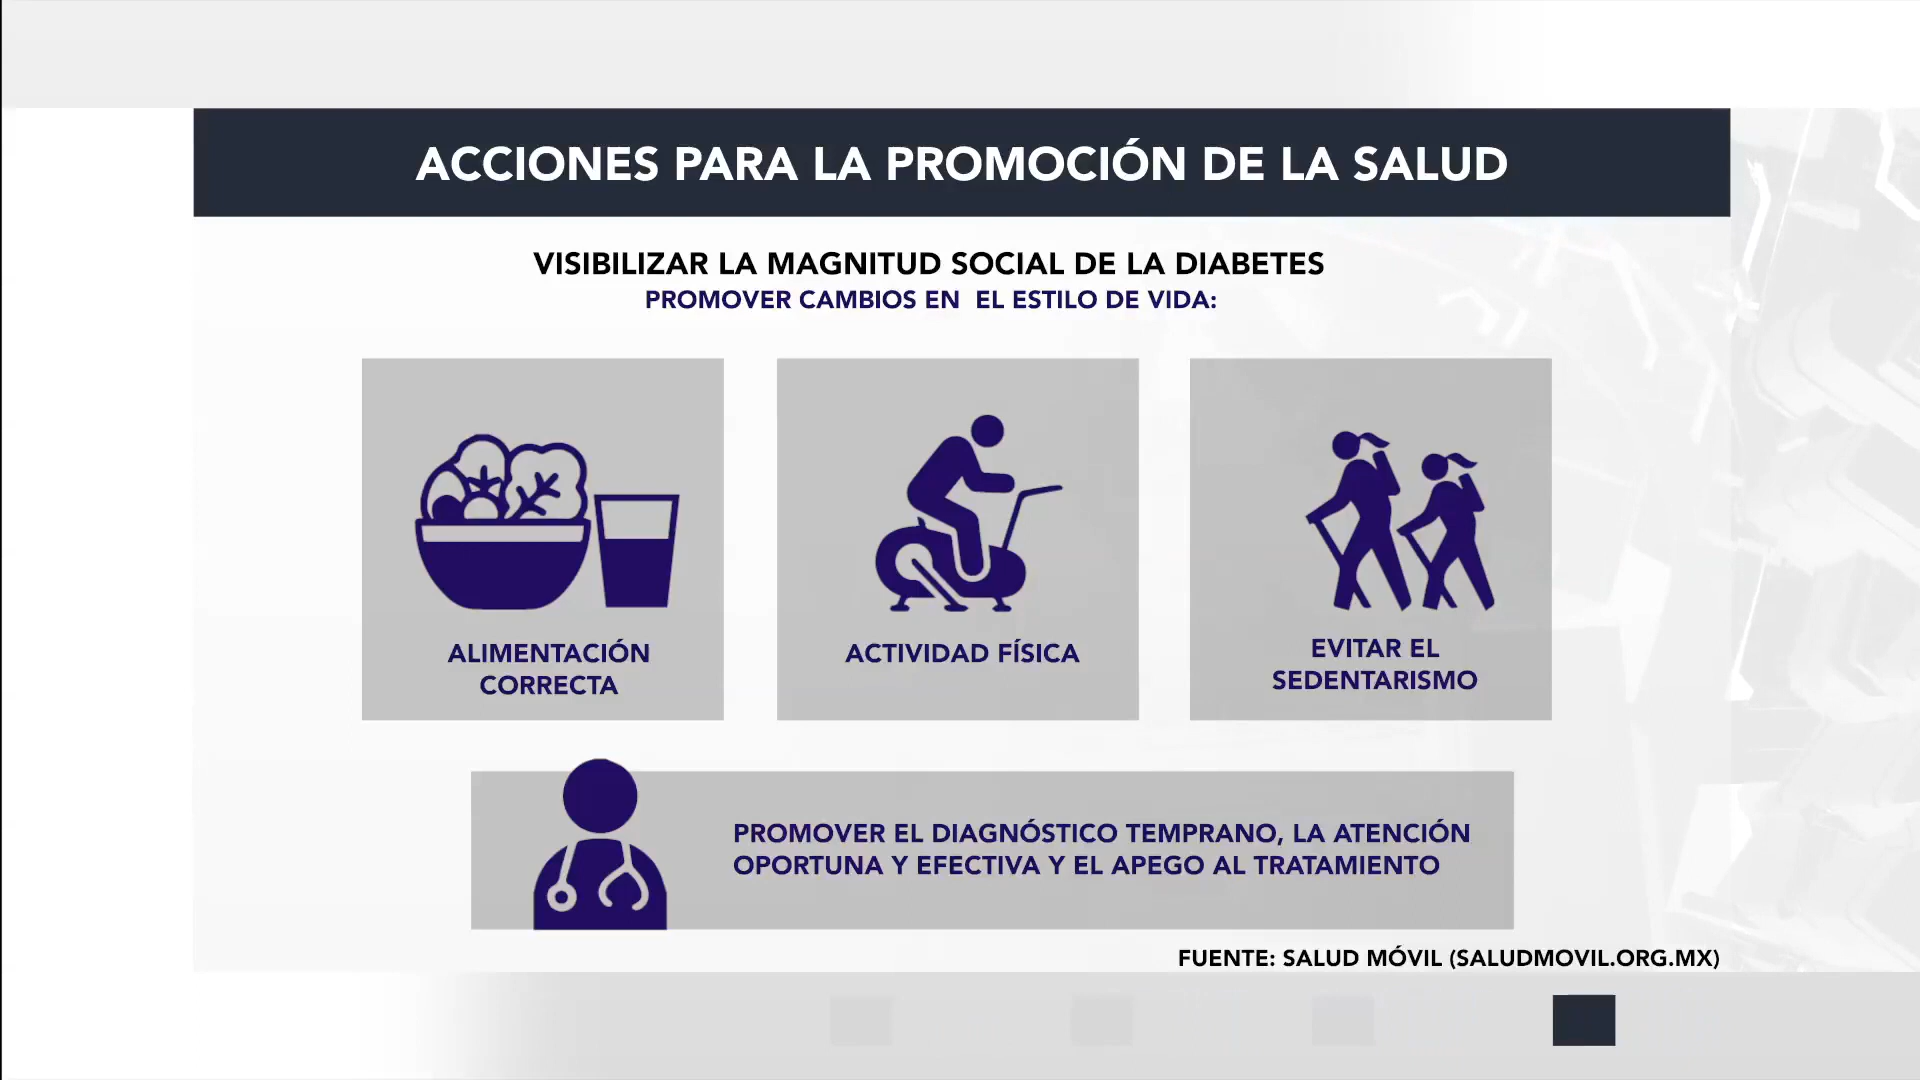 ACCIONES PARA LA PROMOCIÓN DE LA SALUD
VISIBILIZAR LA MAGNITUD SOCIAL DE LA DIABETES
PROMOVER CAMBIOS EN  EL ESTILO DE VIDA:
ALIMENTACIÓN
CORRECTA
ACTIVIDAD FÍSICA
EVITAR EL
SEDENTARISMO
PROMOVER EL DIAGNÓSTICO TEMPRANO, LA ATENCIÓN
OPORTUNA Y EFECTIVA Y EL APEGO AL TRATAMIENTO
FUENTE: SALUD MÓVIL (SALUDMOVIL.ORG.MX)